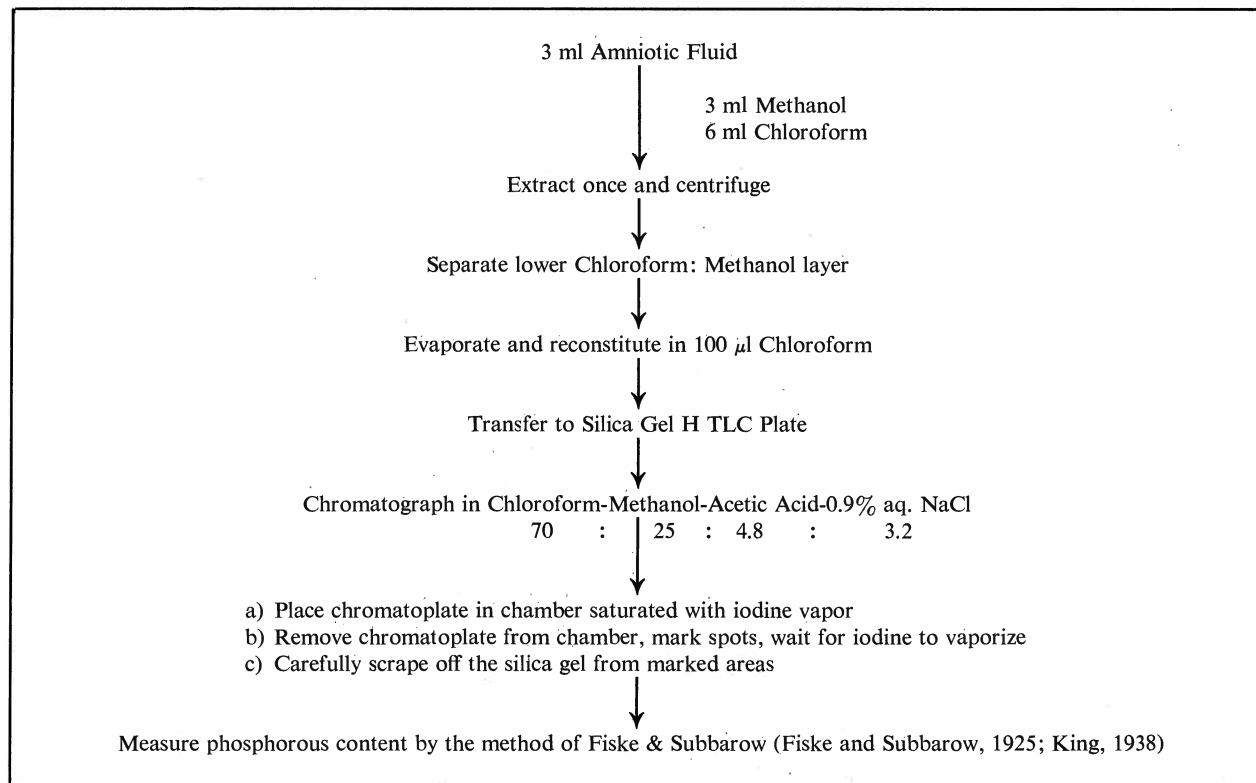 3 ml Amniotic Fluid
3 ml Methanol
6 ml Chloroform
Extract once and centrifuge
Separate lower Chloroform: Methanol layer
Evaporate and reconstitute in 100 μl Chloroform
Transfer to Silica Gel H TLC Plate
Chromatograph in Chloroform-Methanol-Acetic Acid-0.9% aq. NaCl
70 : 25 : 4.8 : 3.2
a) Place chromatoplate in chamber saturated with iodine vapor
b) Remove chromatoplate from chamber, mark spots, wait for iodine to vaporize
c) Carefully scrape off the silica gel from marked areas
Measure phosphorous content by the method of Fiske & Subbarow (Fiske and Subbarow, 1925; King, 1938)